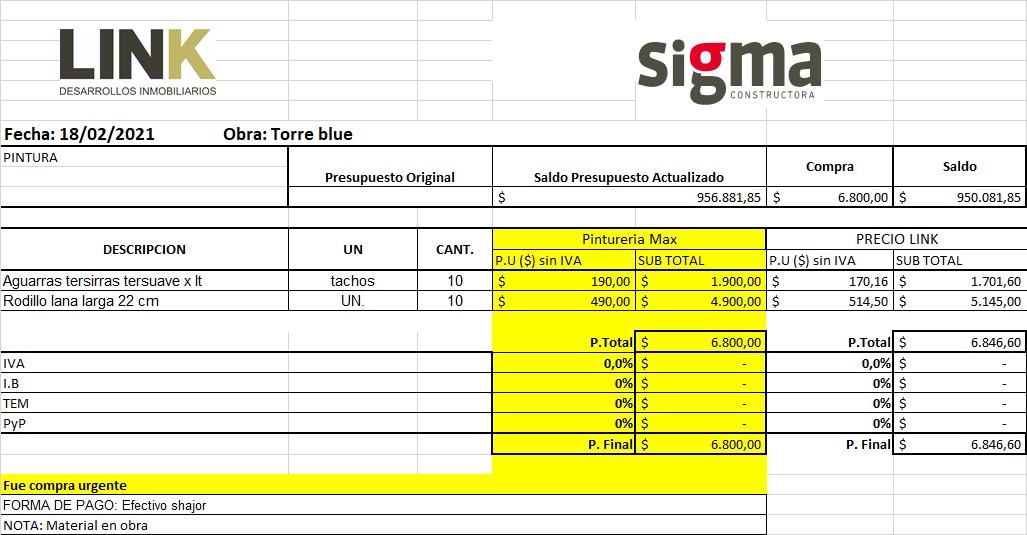 LINK
DESARROLLOS INMOBILIARIOS
sigma
CONSTRUCTORA
Fecha: 18/02/2021 Obra: Torre blue
PINTURA
Presupuesto Original Saldo Presupuesto Actualizado Compra Saldo
$ 956.881,85 $ 6.800,00 $ 950.081,85
DESCRIPCION UN CANT. Pintureria Max PRECIO LINK
P.U ($) sin IVA SUB TOTAL P.U ($) sin IVA SUB TOTAL
Aguarras tersirras tersuave x lt tachos 10 $ 190,00 $ 1.900,00 $ 170,16 $ 1.701,60
Rodillo lana larga 22 cm UN. 10 $ 490,00 $ 4.900,00 $ 514,50 $ 5.145,00
P.Total $ 6.800,00 P.Total $ 6.846,60
IVA 0,0% $ - 0,0% $ -
I.B 0% $ - 0% $ -
TEM 0% $ - 0% $ -
PyP 0% $ - 0% $ -
P. Final $ 6.800,00 P. Final $ 6.846,60
Fue compra urgente
FORMA DE PAGO: Efectivo shajor
NOTA: Material en obra